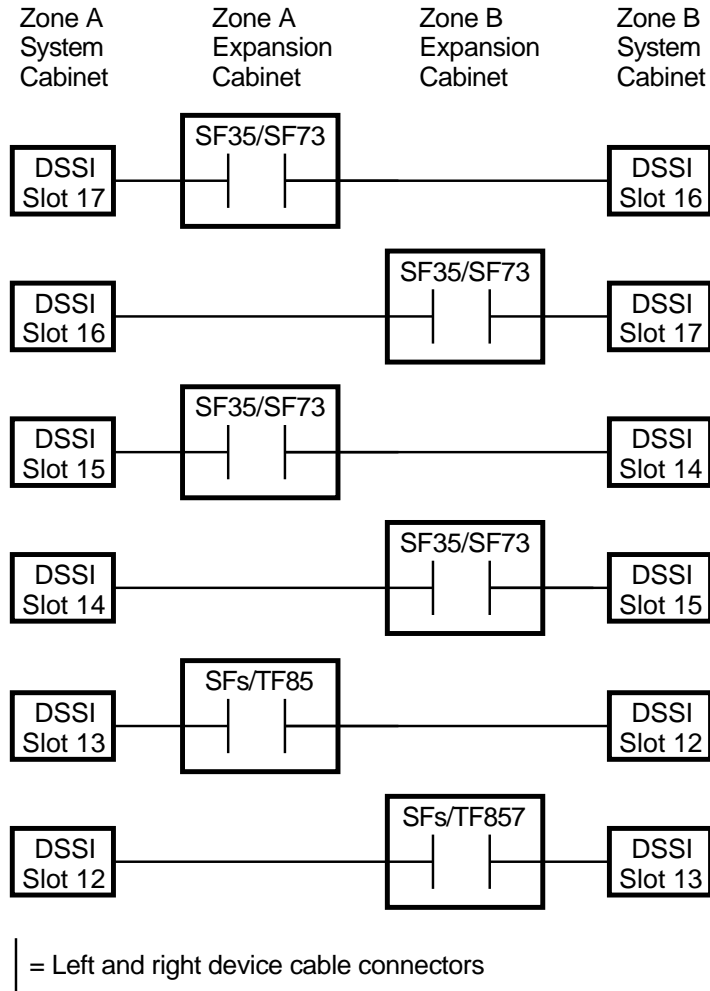 Zone A System Cabinet
Zone A Expansion Cabinet
Zone B Expansion Cabinet
Zone B System Cabinet
SF35/SF73
DSSI Slot 17
DSSI Slot 16
SF35/SF73
DSSI Slot 16
DSSI Slot 17
SF35/SF73
DSSI Slot 15
DSSI Slot 14
SF35/SF73
DSSI Slot 14
DSSI Slot 15
SFs/TF85
DSSI Slot 13
DSSI Slot 12
SFs/TF857
DSSI Slot 12
DSSI Slot 13
= Left and right device cable connectors